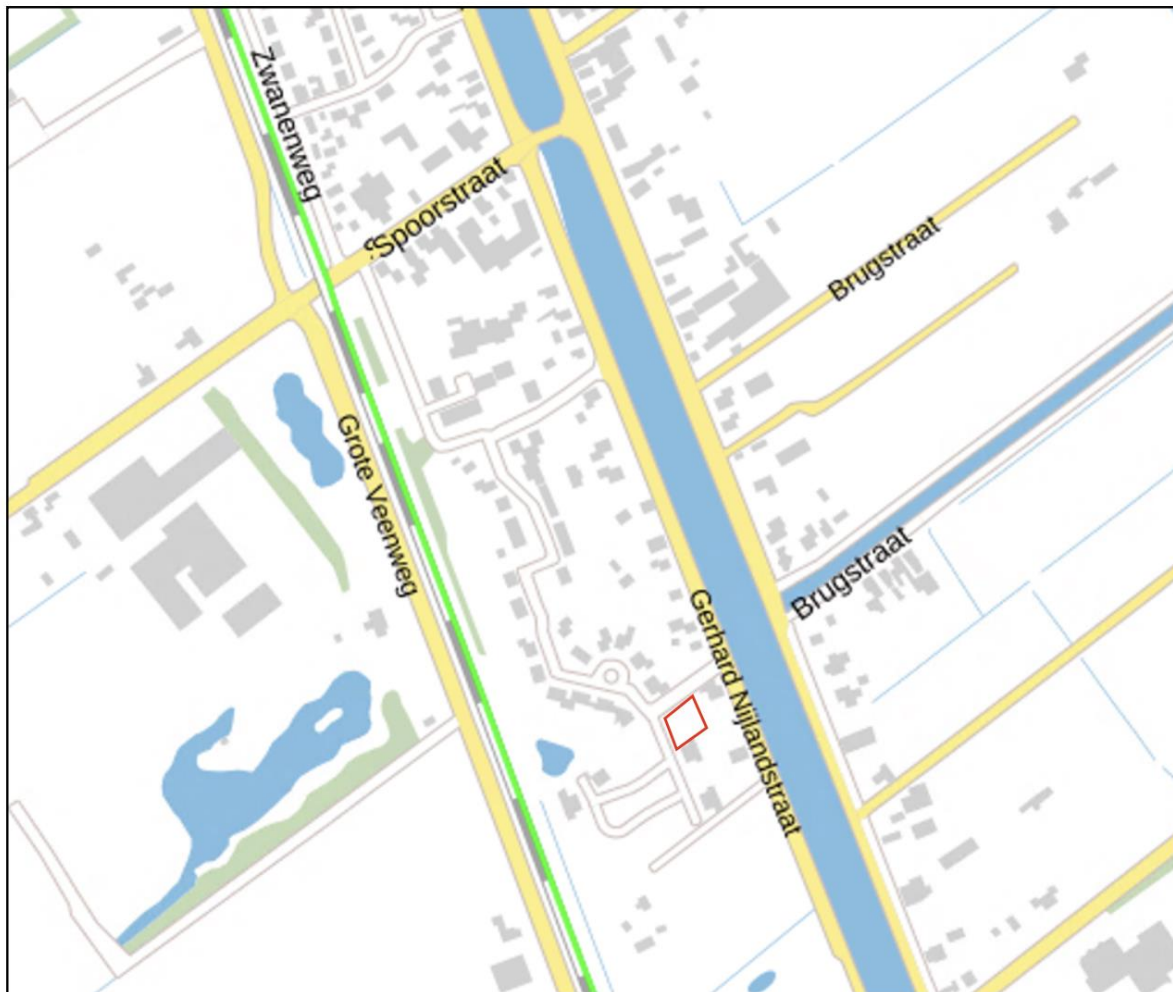 Zwanenweg
Spoorstraat
Brugstraat
Grote Veenweg
Brugstraat
Gerhard Nijlandstraat